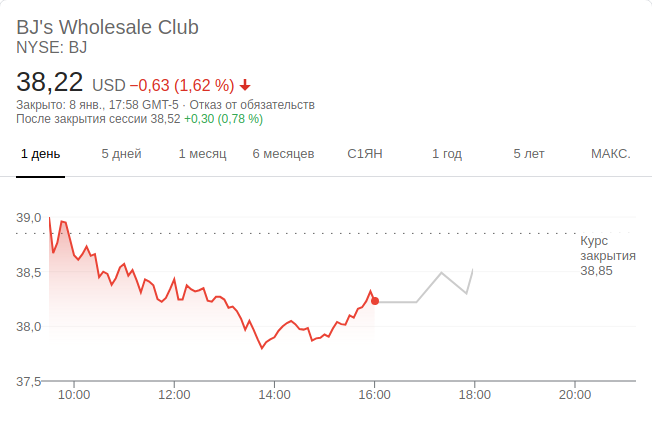 BJ's Wholesale Club
NYSE: BJ
38,22 USD −0,63 (1,62 %)
Закрыто: 8 янв., 17:58 GMT-5 · Отказ от обязательств
После закрытия сессии 38,52 +0,30 (0,78 %)
1 день 5 дней 1 месяц 6 месяцев С1ЯН 1 год 5 лет МАКС.
39,0
Курс
закрытия
38,85
38,5
38,0
37,5
10:00 12:00 14:00 16:00 18:00 20:00